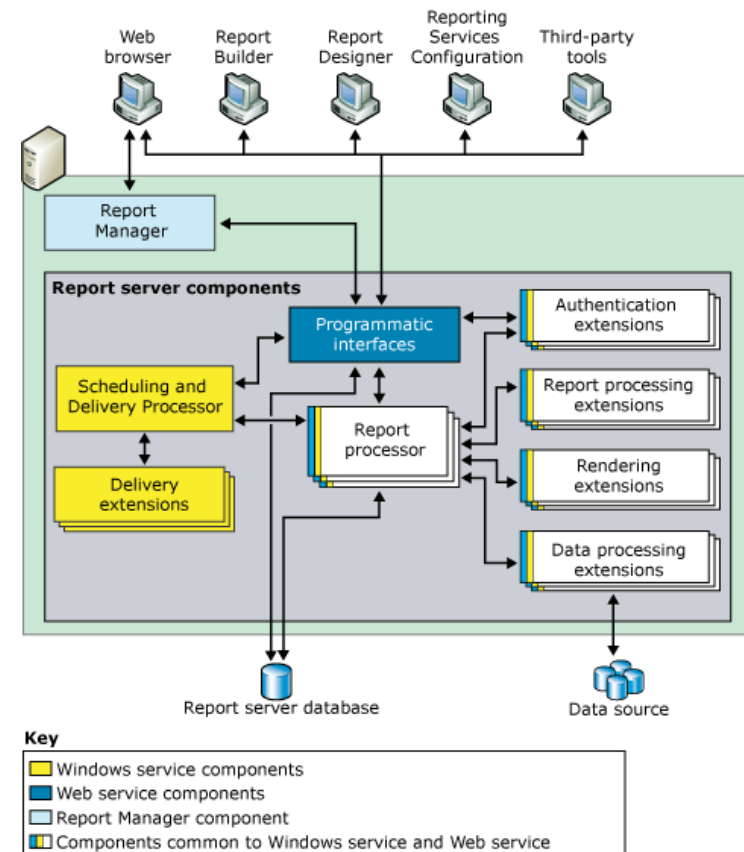 Web
browser
Report
Builder
Report
Designer
Reporting
Services
Configuration
Third-party
tools
Report
Manager
Report server components
Programmatic
interfaces
Authentication
extensions
Scheduling and
Delivery Processor
Report processing
extensions
Report
processor
Rendering
extensions
Delivery
extensions
Data processing
extensions
Report server database
Data source
Key
Windows service components
Web service components
Report Manager component
Components common to Windows service and Web service